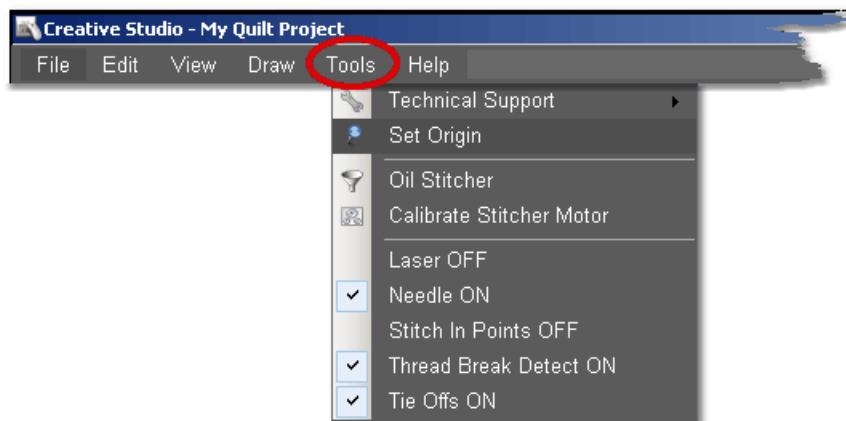 Creative Studio - My Quilt Project
File Edit View Draw Tools Help
Technical Support
Set Origin
Oil Stitcher
Calibrate Stitcher Motor
Laser OFF
Needle ON
Stitch In Points OFF
Thread Break Detect ON
Tie Offs ON